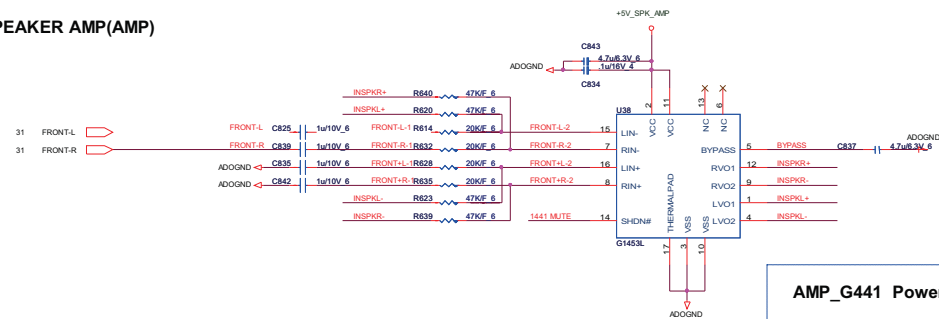 PEAKER AMP(AMP)
+5V_SPK_AMP
C843
4.7u/6.3V_6
ADOGND
.1u/16V_4
C834
INSPKR+ R640 47K/F_6
INSPKL+ R620 47K/F_6
U38
2 11 13 6
VCC VCC NC NC
31 FRONT-L
FRONT-L C825 1u/10V_6 FRONT-L-1 R614 20K/F_6 FRONT-L-2 15 LIN-
31 FRONT-R
FRONT-R C839 1u/10V_6 FRONT-R-1 R632 20K/F_6 FRONT-R-2 7 RIN-
BYPASS 5 BYPASS C837 4.7u/6.3V_6 ADOGND
ADOGND C835 1u/10V_6 FRONT+L-1 R628 20K/F_6 FRONT+L-2 16 LIN+
RVO1 12 INSPKR+
ADOGND C842 1u/10V_6 FRONT+R-1 R635 20K/F_6 FRONT+R-2 8 RIN+
RVO2 9 INSPKR-
INSPKL- R623 47K/F_6
LVO1 1 INSPKL+
INSPKR- R639 47K/F_6
1441 MUTE 14 SHDN#
LVO2 4 INSPKL-
THERMALPAD VSS VSS
G1453L
17 3 10
ADOGND
AMP_G441 Power